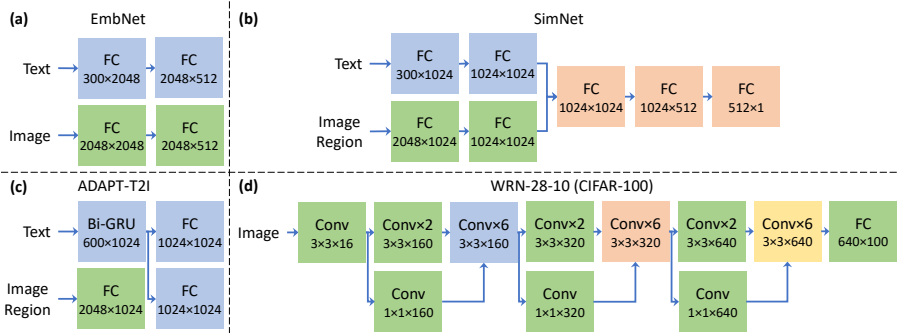 (a) EmbNet
Text
FC
300×2048
FC
2048×512
Image
FC
2048×2048
FC
2048×512
(b) SimNet
Text
FC
300×1024
FC
1024×1024
Image
Region
FC
2048×1024
FC
1024×1024
FC
1024×1024
FC
1024×512
FC
512×1
(c) ADAPT-T2I
Text
Bi-GRU
600×1024
FC
1024×1024
Image
Region
FC
2048×1024
FC
1024×1024
(d) WRN-28-10 (CIFAR-100)
Image
Conv
3×3×16
Conv×2
3×3×160
Conv×6
3×3×160
Conv×2
3×3×320
Conv×6
3×3×320
Conv×2
3×3×640
Conv×6
3×3×640
FC
640×100
Conv
1×1×160
Conv
1×1×320
Conv
1×1×640